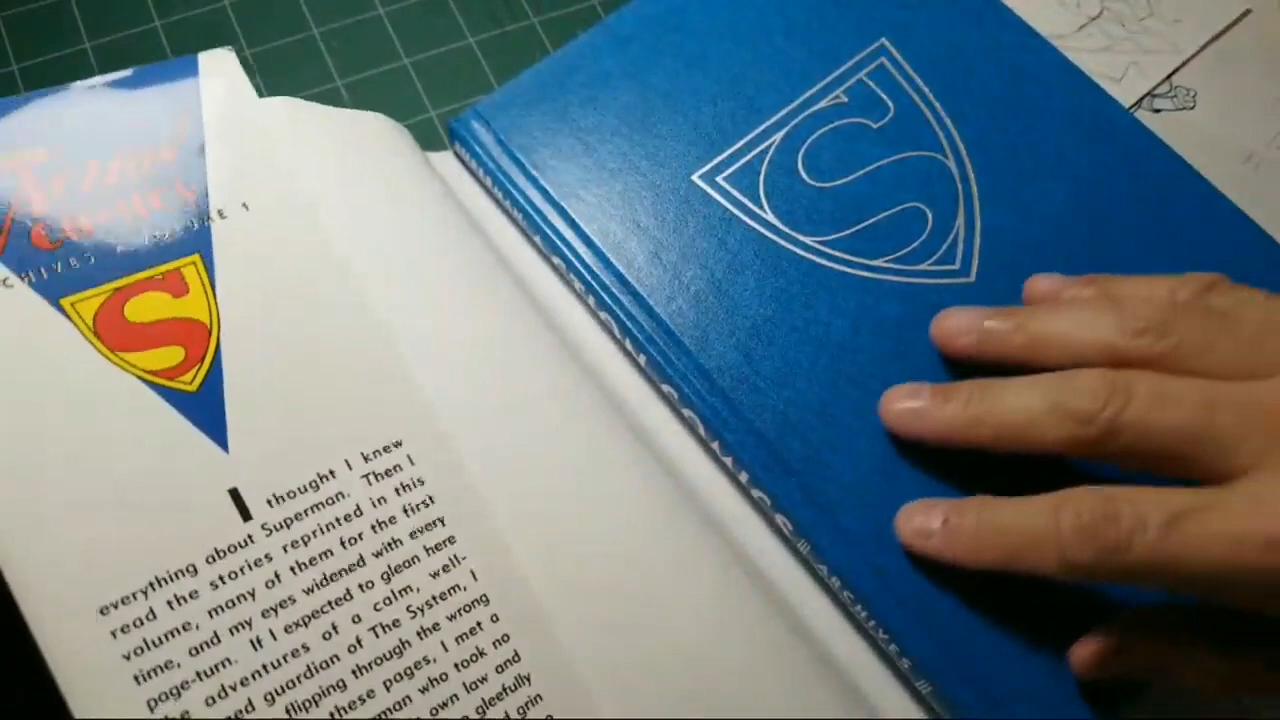 ARCHIVES VOLUME 1
S
I thought I knew
everything about Superman. Then I
read the stories reprinted in this
volume, many of them for the first
time, and my eyes widened with every
page-turn. If I expected to glean here
the adventures of a calm, well-
guardian of The System, I
flipping through the wrong
these pages, I met a
who took no
own law and
gleefully
grin
S
ACTION COMICS ARCHIVES